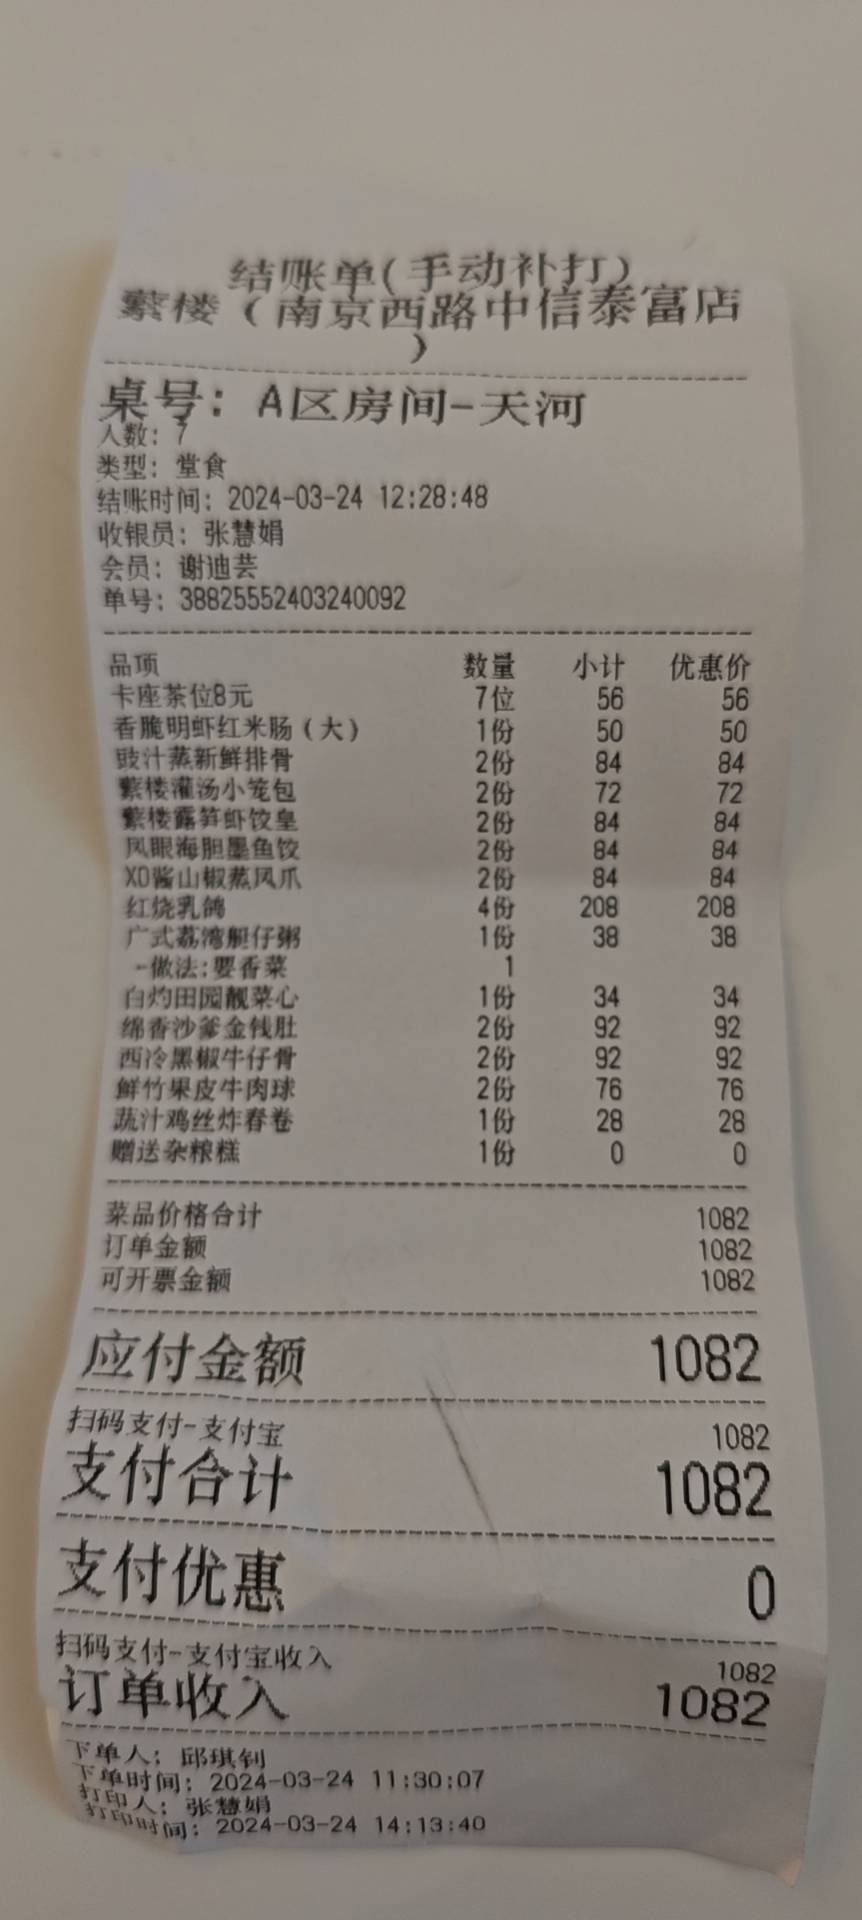 结账单(手动补打)
蘩楼（南京西路中信泰富店
）
桌号: A区房间-天河
人数: 7
类型: 堂食
结账时间: 2024-03-24 12:28:48
收银员: 张慧娟
会员: 谢迪芸
单号: 38825552403240092
品项 数量 小计 优惠价
卡座茶位8元 7位 56 56
香脆明虾红米肠（大） 1份 50 50
豉汁蒸新鲜排骨 2份 84 84
蘩楼灌汤小笼包 2份 72 72
蘩楼露笋虾饺皇 2份 84 84
凤眼海胆墨鱼饺 2份 84 84
XO酱山椒蒸凤爪 2份 84 84
红烧乳鸽 4份 208 208
广式荔湾艇仔粥 1份 38 38
-做法:要香菜 1
白灼田园靓菜心 1份 34 34
绵香沙爹金钱肚 2份 92 92
西冷黑椒牛仔骨 2份 92 92
鲜竹果皮牛肉球 2份 76 76
蔬汁鸡丝炸春卷 1份 28 28
赠送杂粮糕 1份 0 0
菜品价格合计 1082
订单金额 1082
可开票金额 1082
应付金额 1082
扫码支付-支付宝 1082
支付合计 1082
支付优惠 0
扫码支付-支付宝收入 1082
订单收入 1082
下单人: 邱琪钊
下单时间: 2024-03-24 11:30:07
打印人: 张慧娟
打印时间: 2024-03-24 14:13:40